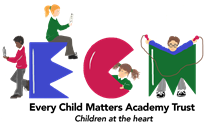 ECM
Every Child Matters Academy Trust
Children at the heart